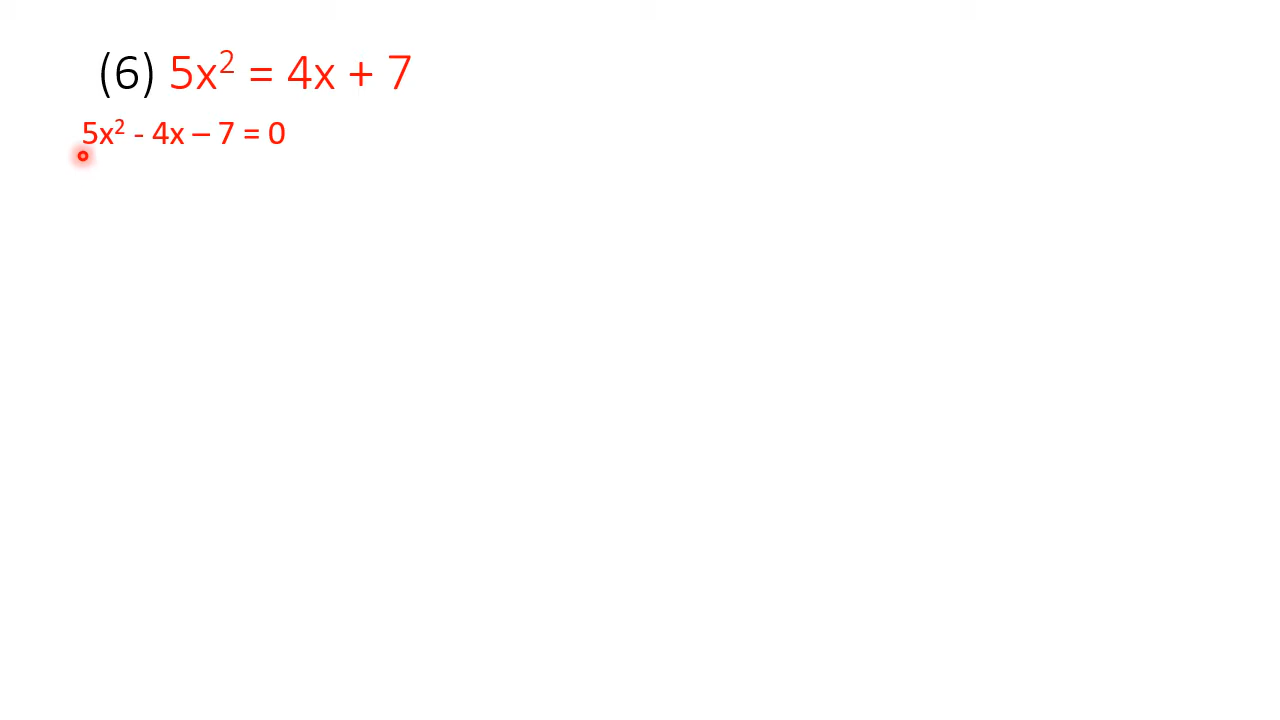 (6) 5x² = 4x + 7
5x² - 4x – 7 = 0